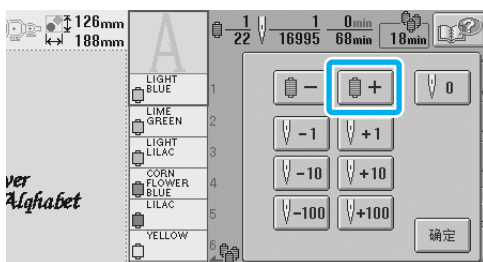 126mm
188mm
1
22
1
16995
0min
68min
18min
A
LIGHT
BLUE
1
LIME
GREEN
2
LIGHT
LILAC
3
CORN
FLOWER
BLUE
4
LILAC
5
YELLOW
6
ver
Alphabet
−
+
0
−1
+1
−10
+10
−100
+100
确定